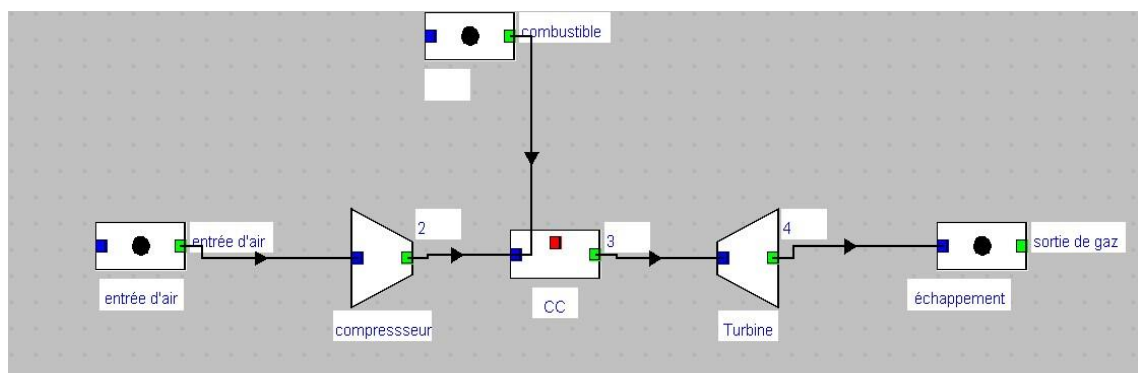 combustible
entrée d'air
2
3
4
sortie de gaz
entrée d'air
compressseur
CC
Turbine
échappement